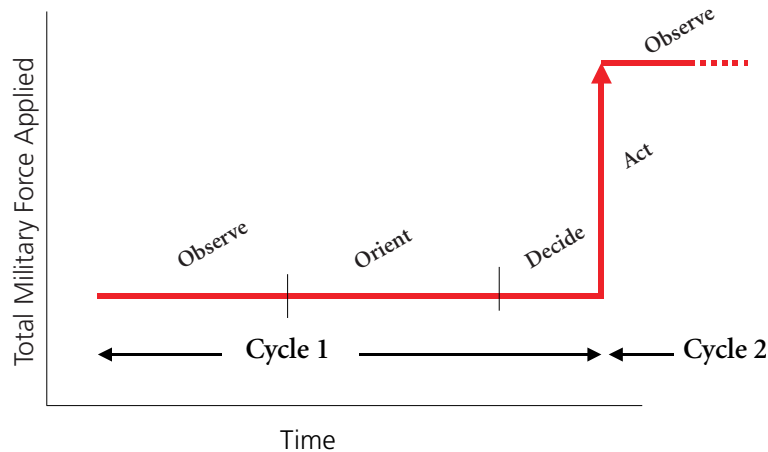 Observe
Total Military Force Applied
Act
Observe
Orient
Decide
Cycle 1
Cycle 2
Time